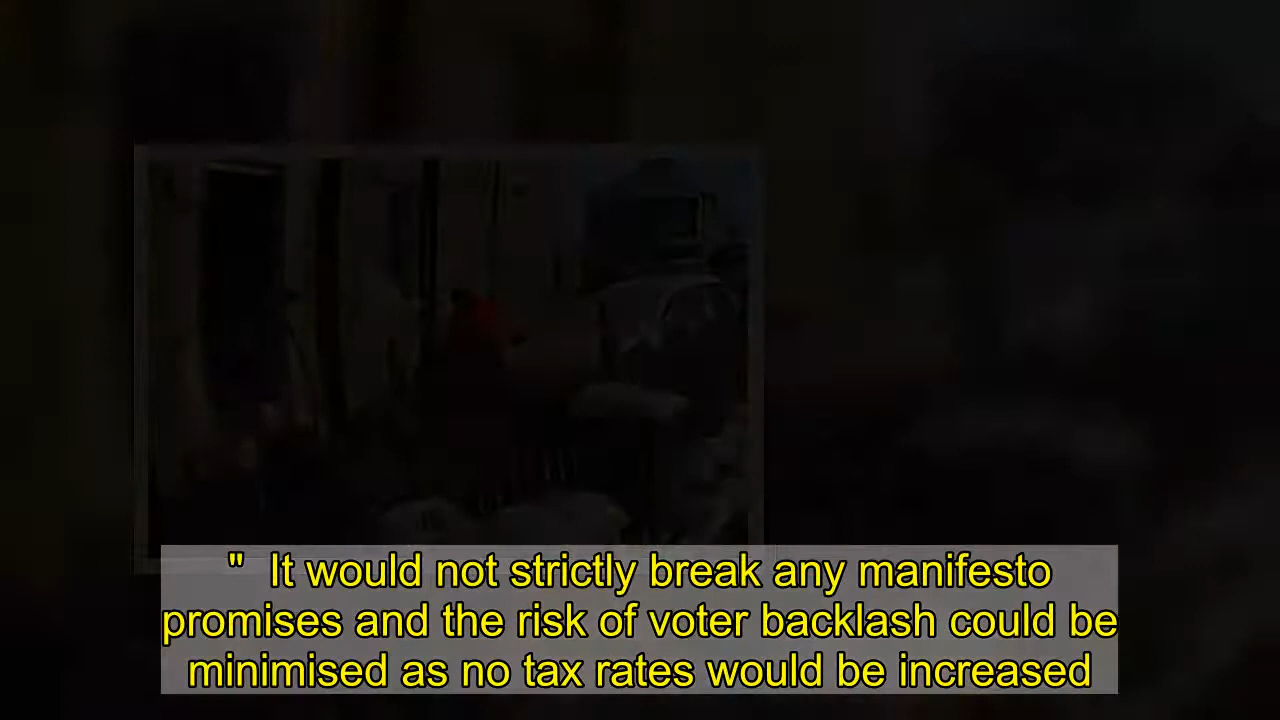 "  It would not strictly break any manifesto
promises and the risk of voter backlash could be
minimised as no tax rates would be increased